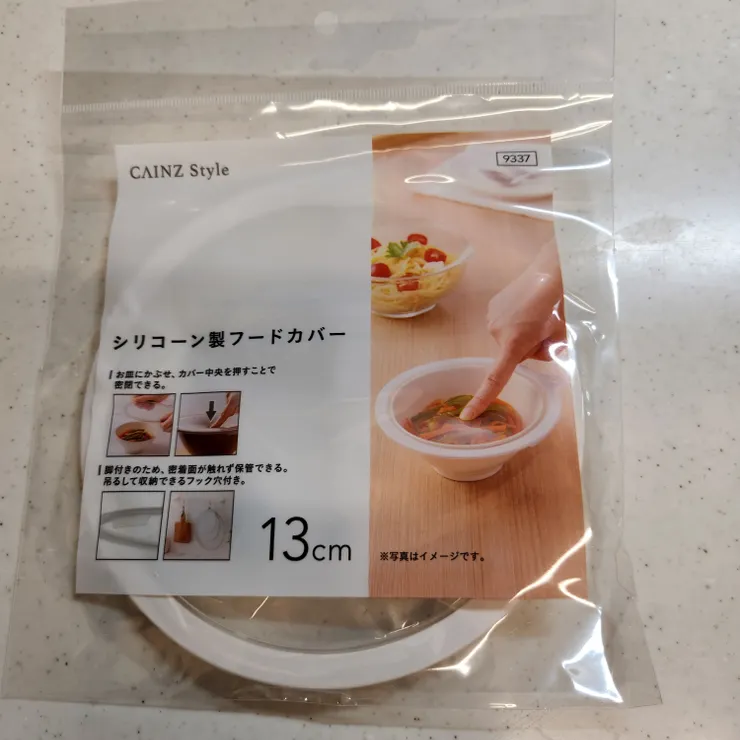 CAINZ Style
9337
シリコーン製フードカバー
お皿にかぶせ、カバー中央を押すことで
密閉できる。
脚付きのため、密着面が触れず保管できる。
吊るして収納できるフック穴付き。
13cm
※写真はイメージです。